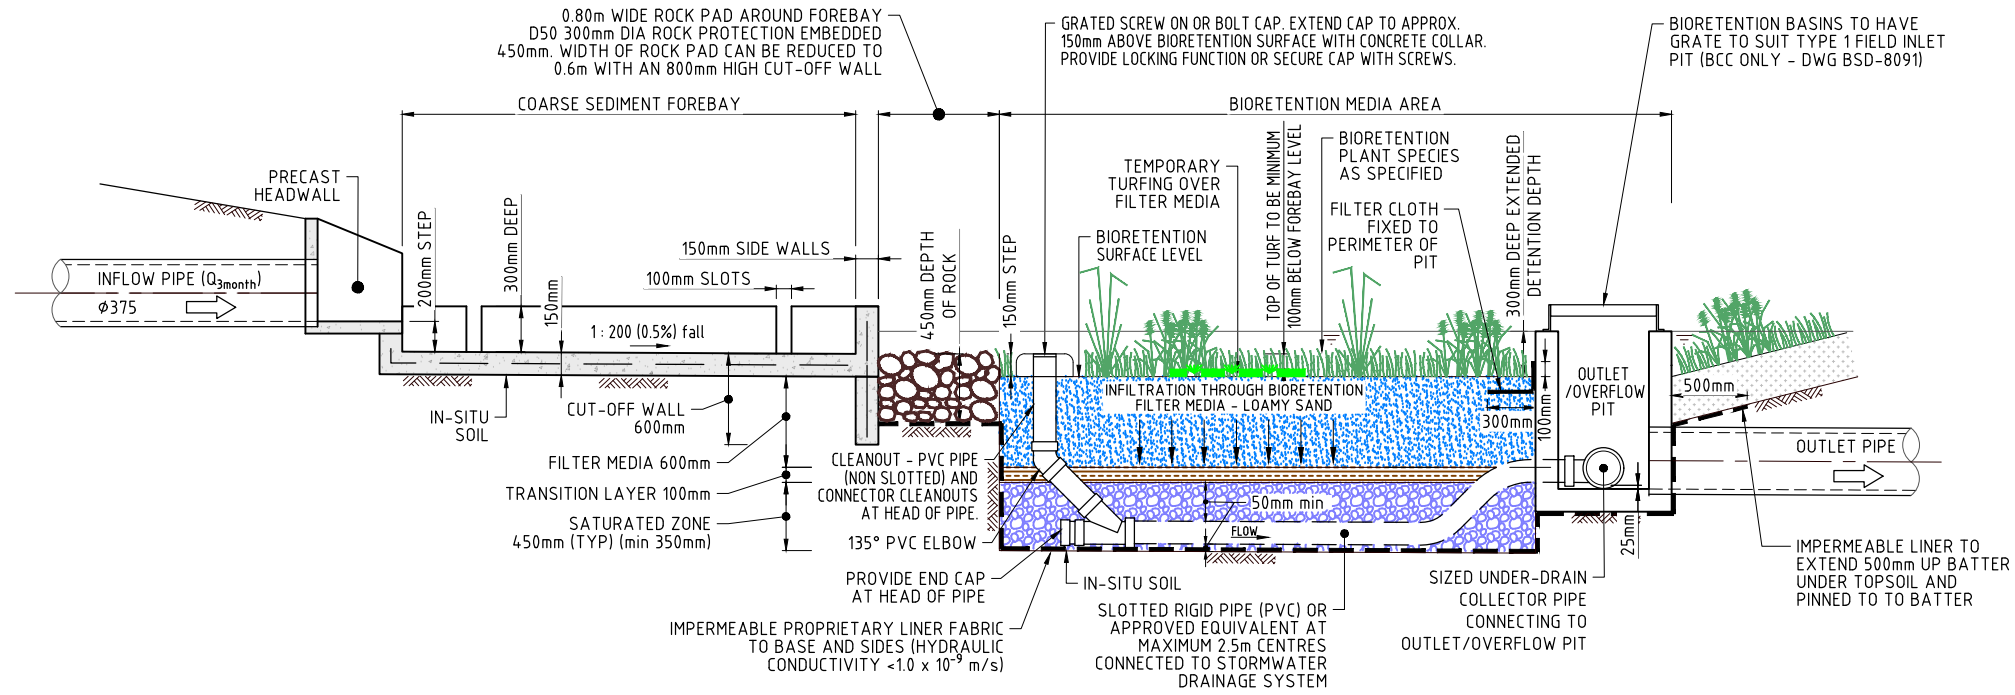 0.80m WIDE ROCK PAD AROUND FOREBAY
D50 300mm DIA ROCK PROTECTION EMBEDDED
450mm. WIDTH OF ROCK PAD CAN BE REDUCED TO
0.6m WITH AN 800mm HIGH CUT-OFF WALL
GRATED SCREW ON OR BOLT CAP. EXTEND CAP TO APPROX.
150mm ABOVE BIORETENTION SURFACE WITH CONCRETE COLLAR.
PROVIDE LOCKING FUNCTION OR SECURE CAP WITH SCREWS.
BIORETENTION BASINS TO HAVE
GRATE TO SUIT TYPE 1 FIELD INLET
PIT (BCC ONLY - DWG BSD-8091)
COARSE SEDIMENT FOREBAY
BIORETENTION MEDIA AREA
PRECAST
HEADWALL
200mm STEP
300mm DEEP
150mm
150mm SIDE WALLS
100mm SLOTS
1 : 200 (0.5%) fall
INFLOW PIPE (Q3month)
ϕ375
450mm DEPTH
OF ROCK
150mm STEP
BIORETENTION
SURFACE LEVEL
TEMPORARY
TURFING OVER
FILTER MEDIA
TOP OF TURF TO BE MINIMUM
100mm BELOW FOREBAY LEVEL
BIORETENTION
PLANT SPECIES
AS SPECIFIED
FILTER CLOTH
FIXED TO
PERIMETER OF
PIT
300mm DEEP EXTENDED
DETENTION DEPTH
IN-SITU
SOIL
CUT-OFF WALL
600mm
FILTER MEDIA 600mm
TRANSITION LAYER 100mm
SATURATED ZONE
450mm (TYP) (min 350mm)
INFILTRATION THROUGH BIORETENTION
FILTER MEDIA - LOAMY SAND
300mm
100mm
OUTLET
/OVERFLOW
PIT
500mm
OUTLET PIPE
CLEANOUT - PVC PIPE
(NON SLOTTED) AND
CONNECTOR CLEANOUTS
AT HEAD OF PIPE.
135° PVC ELBOW
50mm min
FLOW
25mm
PROVIDE END CAP
AT HEAD OF PIPE
IN-SITU SOIL
IMPERMEABLE PROPRIETARY LINER FABRIC
TO BASE AND SIDES (HYDRAULIC
CONDUCTIVITY <1.0 x 10⁻⁹ m/s)
SLOTTED RIGID PIPE (PVC) OR
APPROVED EQUIVALENT AT
MAXIMUM 2.5m CENTRES
CONNECTED TO STORMWATER
DRAINAGE SYSTEM
SIZED UNDER-DRAIN
COLLECTOR PIPE
CONNECTING TO
OUTLET/OVERFLOW PIT
IMPERMEABLE LINER TO
EXTEND 500mm UP BATTER
UNDER TOPSOIL AND
PINNED TO TO BATTER